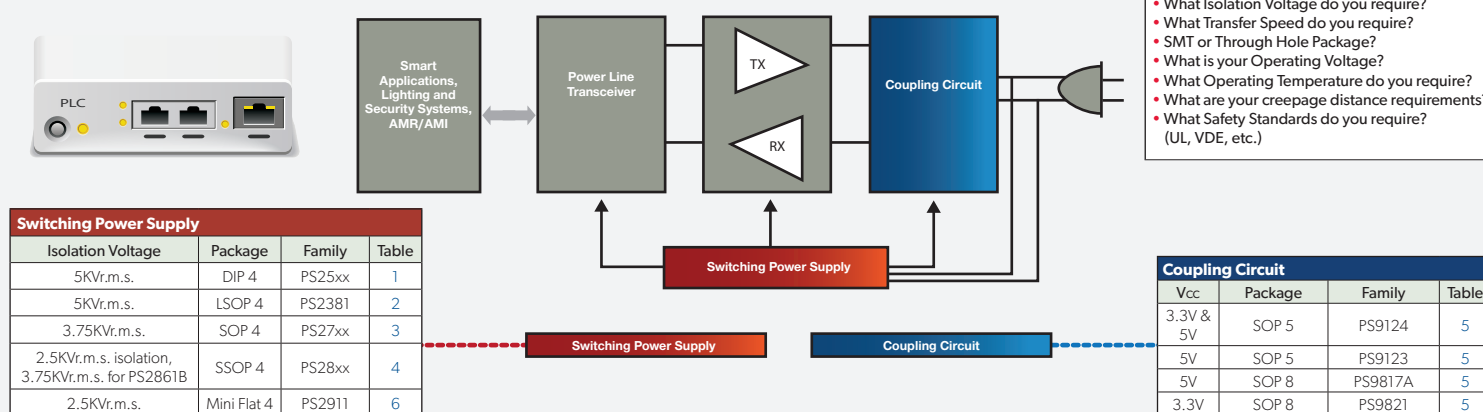 • What Isolation Voltage do you require?
• What Transfer Speed do you require?
• SMT or Through Hole Package?
• What is your Operating Voltage?
• What Operating Temperature do you require?
• What are your creepage distance requirements?
• What Safety Standards do you require?
(UL, VDE, etc.)
PLC
Smart
Applications,
Lighting and
Security Systems,
AMR/AMI
Power Line
Transceiver
TX
RX
Coupling Circuit
Switching Power Supply
Switching Power Supply
Isolation Voltage Package Family Table
5KVr.m.s. DIP 4 PS25xx 1
5KVr.m.s. LSOP 4 PS2381 2
3.75KVr.m.s. SOP 4 PS27xx 3
2.5KVr.m.s. isolation,
3.75KVr.m.s. for PS2861B SSOP 4 PS28xx 4
2.5KVr.m.s. Mini Flat 4 PS2911 6
Switching Power Supply
Coupling Circuit
Coupling Circuit
Vcc Package Family Table
3.3V &
5V SOP 5 PS9124 5
5V SOP 5 PS9123 5
5V SOP 8 PS9817A 5
3.3V SOP 8 PS9821 5